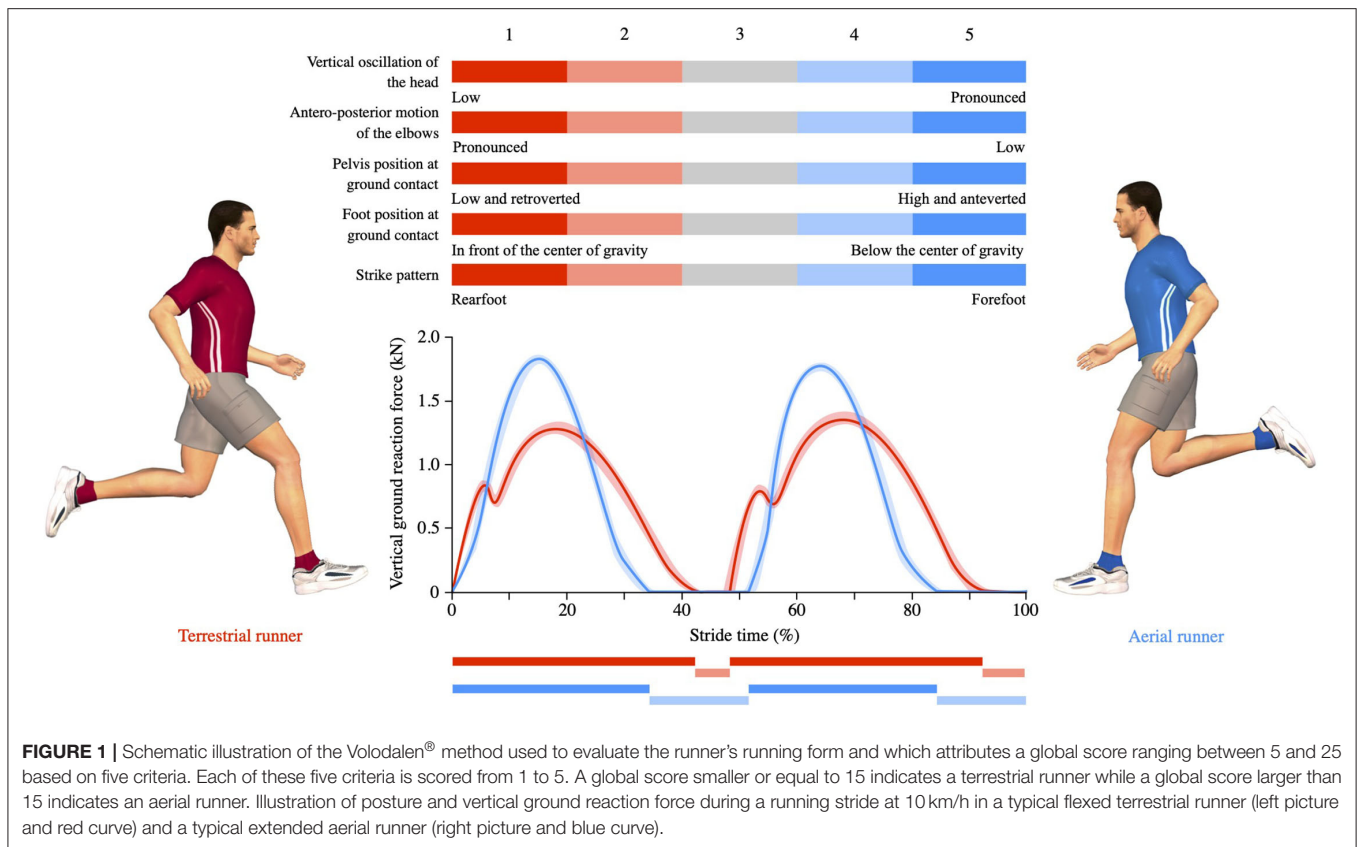 1 2 3 4 5
Vertical oscillation of
the head
Low Pronounced
Antero-posterior motion
of the elbows
Pronounced Low
Pelvis position at
ground contact
Low and retroverted High and anteverted
Foot position at
ground contact
In front of the center of gravity Below the center of gravity
Strike pattern
Rearfoot Forefoot
Vertical ground reaction force (kN)
2.0
1.5
1.0
0.5
0
0 20 40 60 80 100
Stride time (%)
Terrestrial runner
Aerial runner
FIGURE 1 | Schematic illustration of the Volodalen® method used to evaluate the runner's running form and which attributes a global score ranging between 5 and 25
based on five criteria. Each of these five criteria is scored from 1 to 5. A global score smaller or equal to 15 indicates a terrestrial runner while a global score larger than
15 indicates an aerial runner. Illustration of posture and vertical ground reaction force during a running stride at 10 km/h in a typical flexed terrestrial runner (left picture
and red curve) and a typical extended aerial runner (right picture and blue curve).